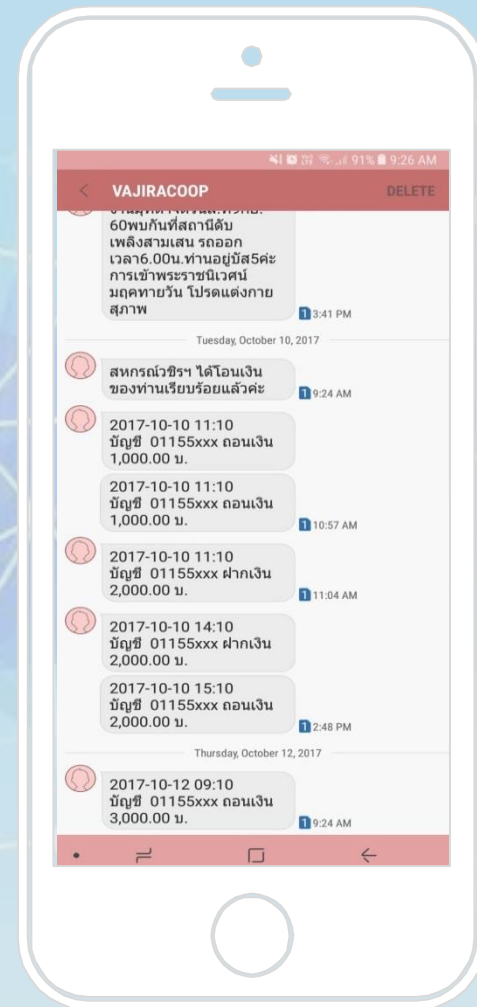 91% 9:26 AM
VAJIRACOOP
DELETE
60พบกันที่สถานีดับ
เพลิงสามเสน รถออก
เวลา6.00น.ท่านอยู่บัส5ค่ะ
การเข้าพระราชนิเวศน์
มฤคทายวัน โปรดแต่งกาย
สุภาพ
1 3:41 PM
Tuesday, October 10, 2017
สหกรณ์วชิรฯ ได้โอนเงิน
ของท่านเรียบร้อยแล้วค่ะ
1 9:24 AM
2017-10-10 11:10
บัญชี 01155xxx ถอนเงิน
1,000.00 บ.
2017-10-10 11:10
บัญชี 01155xxx ถอนเงิน
1,000.00 บ.
1 10:57 AM
2017-10-10 11:10
บัญชี 01155xxx ฝากเงิน
2,000.00 บ.
1 11:04 AM
2017-10-10 14:10
บัญชี 01155xxx ฝากเงิน
2,000.00 บ.
2017-10-10 15:10
บัญชี 01155xxx ถอนเงิน
2,000.00 บ.
1 2:48 PM
Thursday, October 12, 2017
2017-10-12 09:10
บัญชี 01155xxx ถอนเงิน
3,000.00 บ.
1 9:24 AM